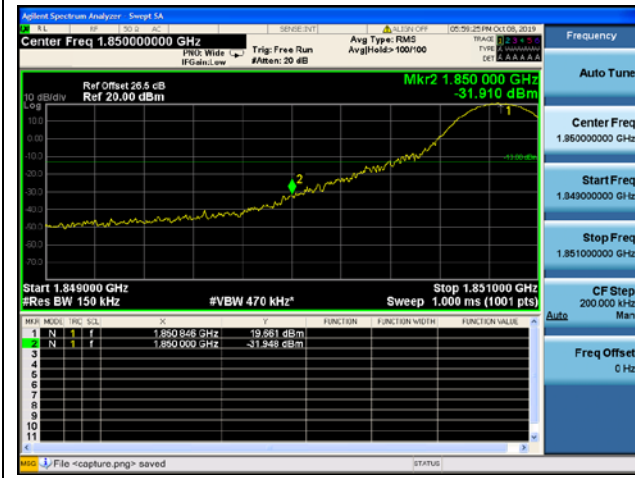 Agilent Spectrum Analyzer - Swept SA
RL RF 50 Ω AC SENSE:INT ALIGN OFF 05:59:25 PM Oct 08, 2019
Center Freq 1.850000000 GHz
PNO: Wide
IFGain:Low
Trig: Free Run
#Atten: 20 dB
Avg Type: RMS
Avg|Hold>100/100
TRACE 1 2 3 4 5 6
TYPE
DET A A A A A A
Ref Offset 26.5 dB
Ref 20.00 dBm
10 dB/div
Log
Mkr2 1.850 000 GHz
-31.910 dBm
10.0
0.00
-10.0
-20.0
-30.0
-40.0
-50.0
-60.0
-70.0
1
2
-13.00 dBm
Start 1.849000 GHz
Stop 1.851000 GHz
#Res BW 150 kHz
#VBW 470 kHz*
Sweep 1.000 ms (1001 pts)
MKR MODE TRC SCL X Y FUNCTION FUNCTION WIDTH FUNCTION VALUE
1 N 1 f 1.850 846 GHz 19.661 dBm
2 N 1 f 1.850 000 GHz -31.948 dBm
3
4
5
6
7
8
9
10
11
MSG File <capture.png> saved
STATUS
Frequency
Auto Tune
Center Freq
1.850000000 GHz
Start Freq
1.849000000 GHz
Stop Freq
1.851000000 GHz
CF Step
200.000 kHz
Auto Man
Freq Offset
0 Hz